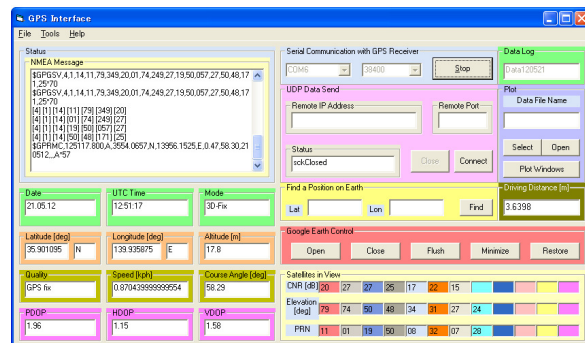 GPS Interface
File Tools Help
Status
NMEA Message
$GPGSV,4,1,14,11,79,349,20,01,74,249,27,19,50,057,27,50,48,17
1,25*70
$GPGSV,4,1,14,11,79,349,20,01,74,249,27,19,50,057,27,50,48,17
1,25*70
[4] [1] [14] [11] [79] [349] [20]
[4] [1] [14] [01] [74] [249] [27]
[4] [1] [14] [19] [50] [057] [27]
[4] [1] [14] [50] [48] [171] [25]
$GPRMC,125117.800,A,3554.0657,N,13956.1525,E,0.47,58.30,21
0512,,,A*57
Serial Communication with GPS Receiver
COM6 38400 Stop
Data Log
Data120521
UDP Data Send
Remote IP Address Remote Port
Status
sckClosed Close Connect
Plot
Data File Name
Select Open
Plot Windows
Date UTC Time Mode
21.05.12 12:51:17 3D-Fix
Find a Position on Earth
Lat Lon Find
Driving Distance [m]
3.6398
Latitude [deg] Longitude [deg] Altitude [m]
35.901095 N 139.935875 E 17.8
Google Earth Control
Open Close Flush Minimize Restore
Quality Speed [kph] Course Angle [deg]
GPS fix 0.870439999999554 58.29
PDOP HDOP VDOP
1.96 1.15 1.58
Satellites in View
CNR [dB] 20 27 27 25 17 22 15
Elevation [deg] 79 74 50 48 34 31 27 24
PRN 11 01 19 50 08 32 07 28